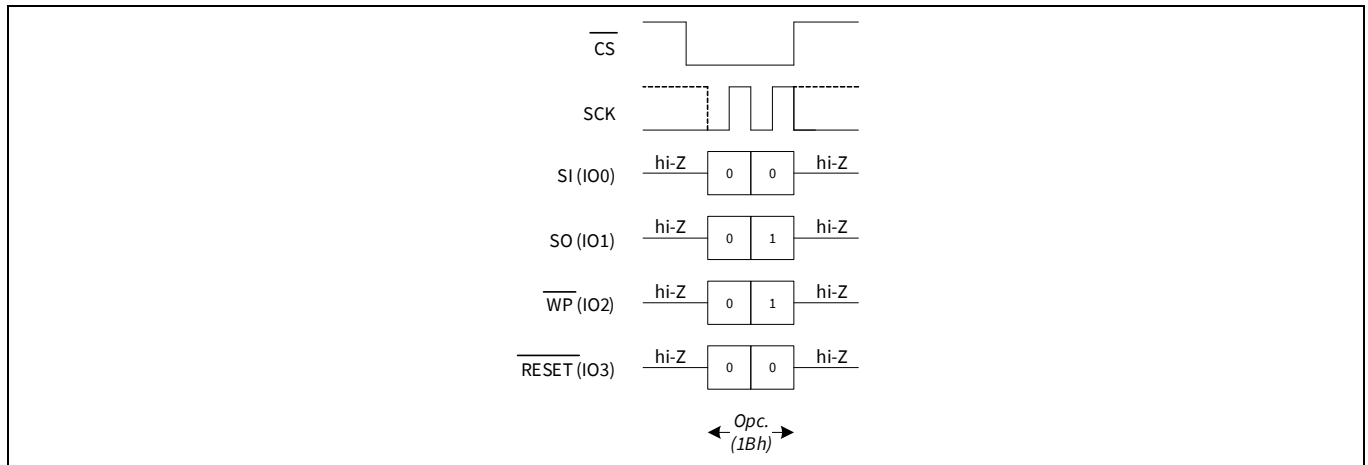 CS
SCK
SI (IO0) hi-Z 0 0 hi-Z
SO (IO1) hi-Z 0 1 hi-Z
WP (IO2) hi-Z 0 1 hi-Z
RESET (IO3) hi-Z 0 0 hi-Z
Opc.
(1Bh)